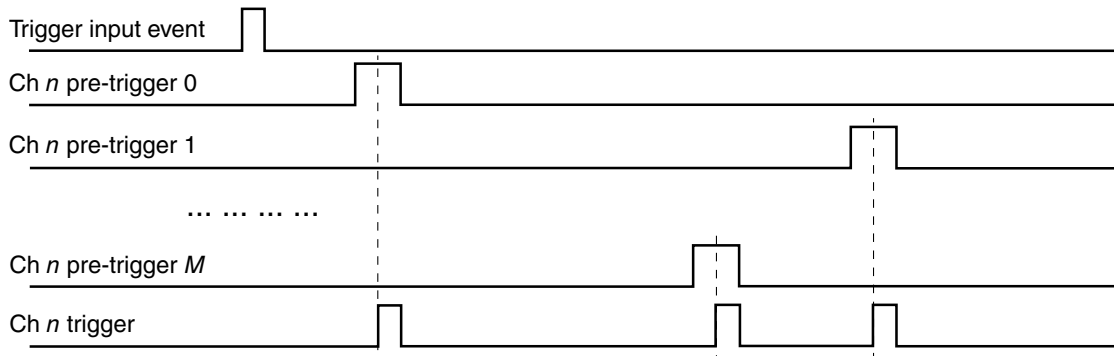 Trigger input event
Ch n pre-trigger 0
Ch n pre-trigger 1
... ... ... ...
Ch n pre-trigger M
Ch n trigger